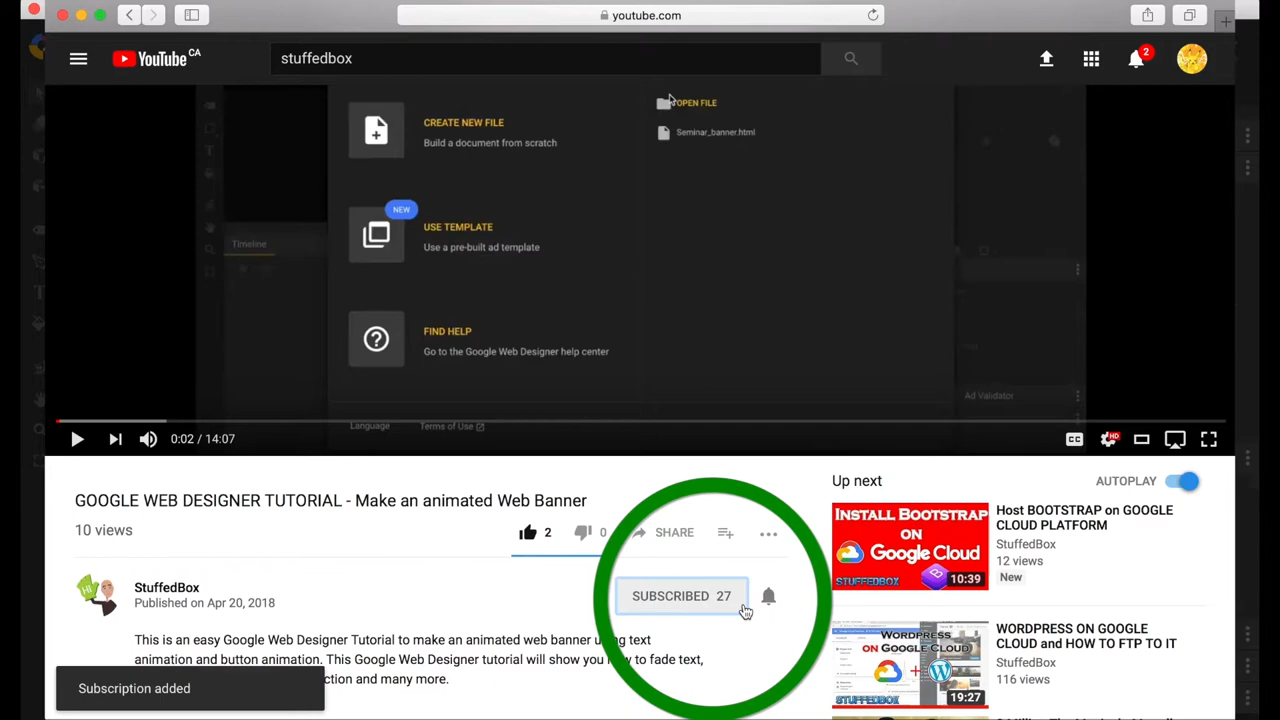 youtube.com
YouTube CA
stuffedbox
2
OPEN FILE
CREATE NEW FILE
Build a document from scratch
Seminar_banner.html
NEW
USE TEMPLATE
Use a pre-built ad template
Timeline
FIND HELP
Go to the Google Web Designer help center
Ad Validator
Language
Terms of Use
0:02 / 14:07
CC
HD
GOOGLE WEB DESIGNER TUTORIAL - Make an animated Web Banner
10 views
2
0
SHARE
StuffedBox
Published on Apr 20, 2018
SUBSCRIBED 27
This is an easy Google Web Designer Tutorial to make an animated web banner using text
animation and button animation. This Google Web Designer tutorial will show you how to fade text,
ction and many more.
Subscription added
Up next
AUTOPLAY
INSTALL BOOTSTRAP
ON
Google Cloud
STUFFEDBOX
B
10:39
Host BOOTSTRAP on GOOGLE
CLOUD PLATFORM
StuffedBox
12 views
New
WORDPRESS
ON GOOGLE CLOUD
STUFFEDBOX
19:27
WORDPRESS ON GOOGLE
CLOUD and HOW TO FTP TO IT
StuffedBox
116 views